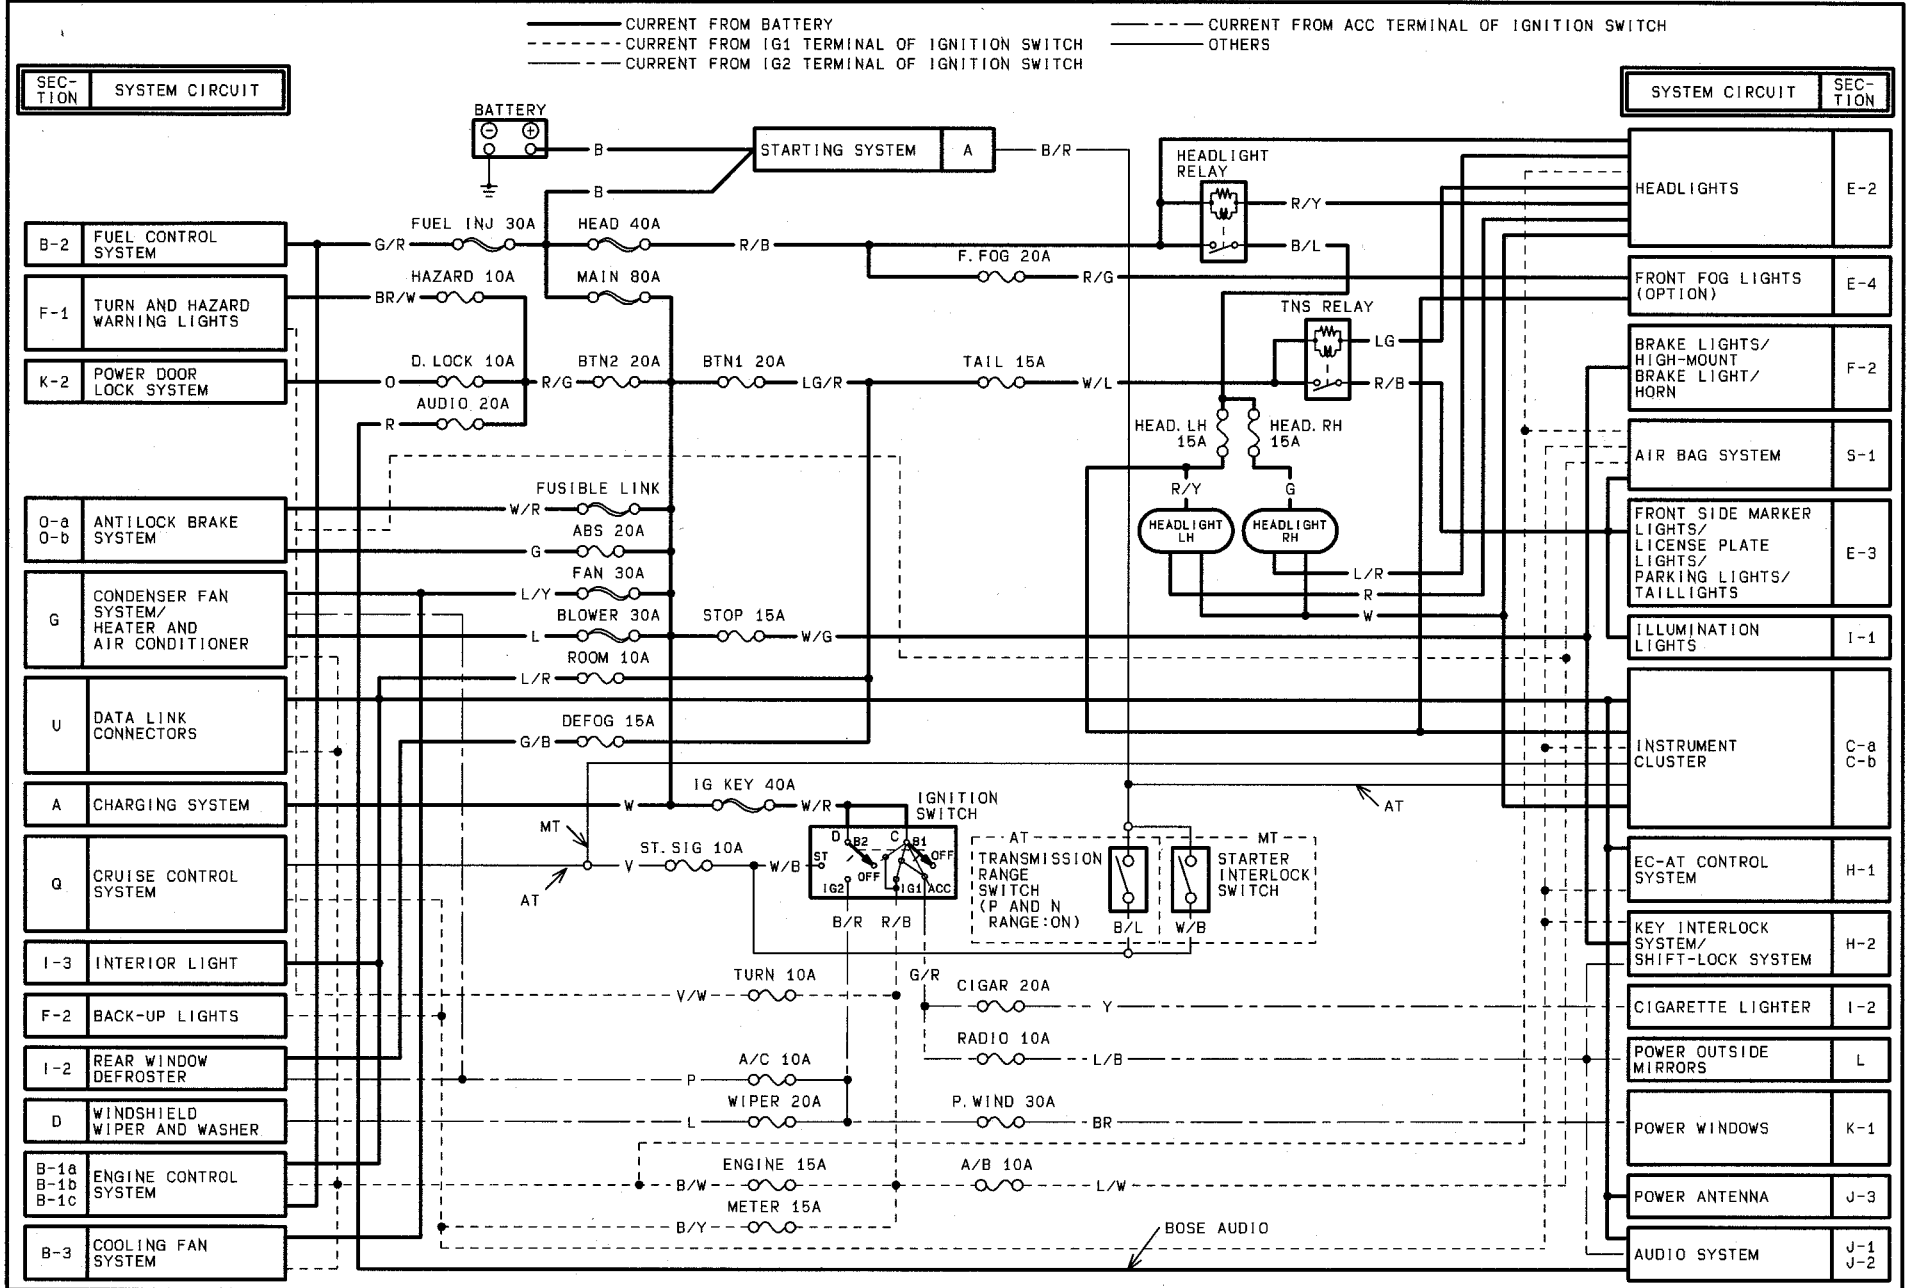 CURRENT FROM BATTERY
CURRENT FROM IG1 TERMINAL OF IGNITION SWITCH
CURRENT FROM IG2 TERMINAL OF IGNITION SWITCH
CURRENT FROM ACC TERMINAL OF IGNITION SWITCH
OTHERS
SEC-
TION
SYSTEM CIRCUIT
SYSTEM CIRCUIT
SEC-
TION
BATTERY
B
B
STARTING SYSTEM A
B/R
HEADLIGHT
RELAY
R/Y
B/L
HEADLIGHTS E-2
B-2 FUEL CONTROL
SYSTEM
G/R
FUEL INJ 30A
HEAD 40A
R/B
F.FOG 20A
R/G
FRONT FOG LIGHTS
(OPTION)
E-4
F-1 TURN AND HAZARD
WARNING LIGHTS
HAZARD 10A
BR/W
MAIN 80A
TNS RELAY
LG
R/B
BRAKE LIGHTS/
HIGH-MOUNT
BRAKE LIGHT/
HORN
F-2
K-2 POWER DOOR
LOCK SYSTEM
O
D.LOCK 10A
R/G
BTN2 20A
BTN1 20A
LG/R
TAIL 15A
W/L
AUDIO 20A
R
HEAD.LH
15A
HEAD.RH
15A
AIR BAG SYSTEM S-1
R/Y
G
HEADLIGHT
LH
HEADLIGHT
RH
L/R
R
W
O-a
O-b
ANTILOCK BRAKE
SYSTEM
FUSIBLE LINK
W/R
ABS 20A
G
FRONT SIDE MARKER
LIGHTS/
LICENSE PLATE
LIGHTS/
PARKING LIGHTS/
TAILLIGHTS
E-3
G
CONDENSER FAN
SYSTEM/
HEATER AND
AIR CONDITIONER
FAN 30A
L/Y
BLOWER 30A
L
STOP 15A
W/G
ROOM 10A
L/R
ILLUMINATION
LIGHTS
I-1
U DATA LINK
CONNECTORS
DEFOG 15A
G/B
INSTRUMENT
CLUSTER
C-a
C-b
A CHARGING SYSTEM
W
IG KEY 40A
W/R
IGNITION
SWITCH
D
B2
C
B1
OFF
OFF
ST
IG2
IG1
ACC
AT
MT
AT
Q CRUISE CONTROL
SYSTEM
V
ST.SIG 10A
W/B
B/R
R/B
G/R
AT
TRANSMISSION
RANGE
SWITCH
(P AND N
RANGE:ON)
B/L
MT
STARTER
INTERLOCK
SWITCH
W/B
EC-AT CONTROL
SYSTEM
H-1
KEY INTERLOCK
SYSTEM/
SHIFT-LOCK SYSTEM
H-2
I-3 INTERIOR LIGHT
TURN 10A
V/W
CIGAR 20A
Y
CIGARETTE LIGHTER I-2
F-2 BACK-UP LIGHTS
RADIO 10A
L/B
POWER OUTSIDE
MIRRORS
L
I-2 REAR WINDOW
DEFROSTER
A/C 10A
P
D WINDSHIELD
WIPER AND WASHER
WIPER 20A
L
P.WIND 30A
BR
POWER WINDOWS K-1
B-1a
B-1b
B-1c
ENGINE CONTROL
SYSTEM
ENGINE 15A
B/W
A/B 10A
L/W
METER 15A
B/Y
POWER ANTENNA J-3
B-3 COOLING FAN
SYSTEM
BOSE AUDIO
AUDIO SYSTEM J-1
J-2